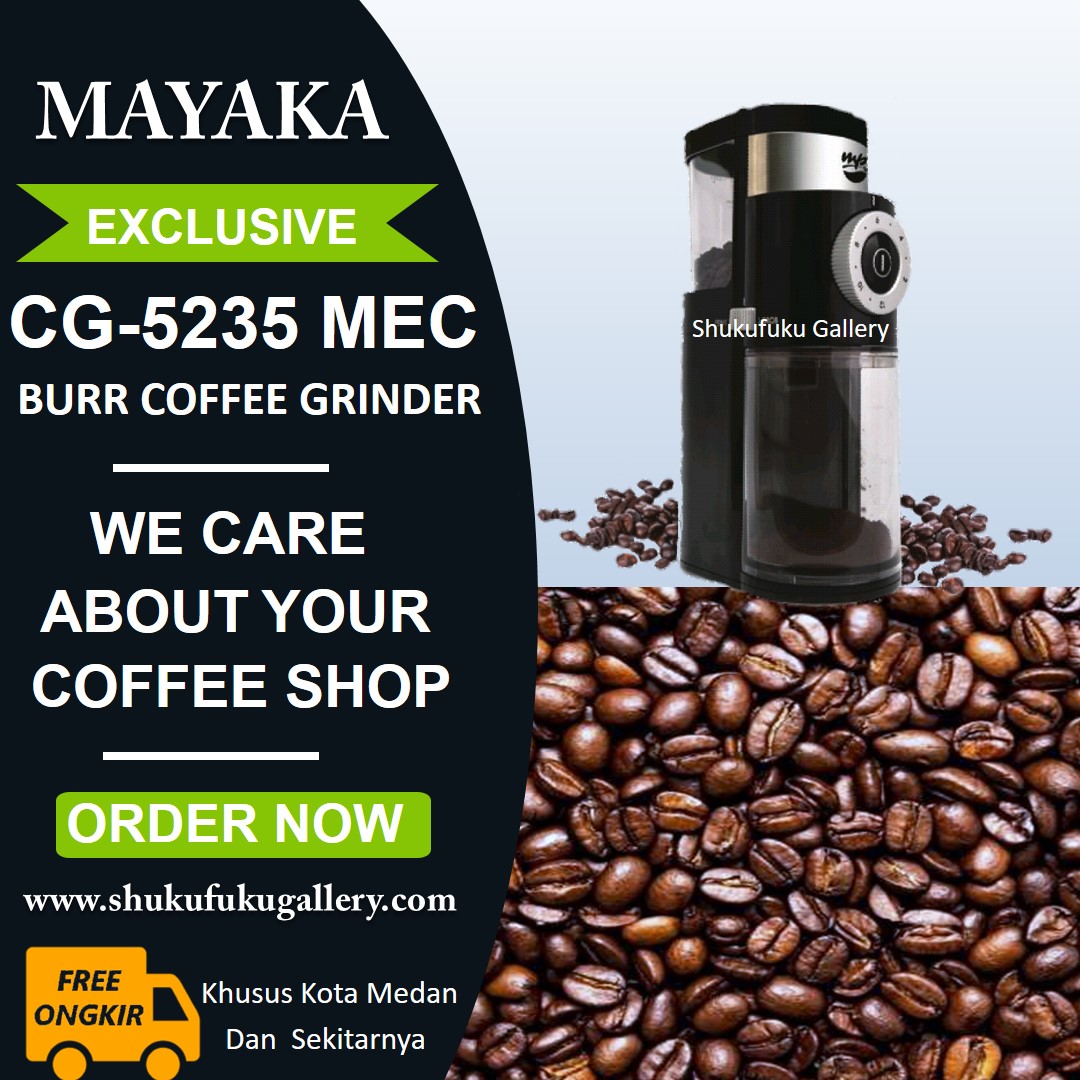 MAYAKA
EXCLUSIVE
CG-5235 MEC
BURR COFFEE GRINDER
WE CARE
ABOUT YOUR
COFFEE SHOP
ORDER NOW
www.shukufukugallery.com
FREE
ONGKIR
Khusus Kota Medan
Dan Sekitarnya
Shukufuku Gallery